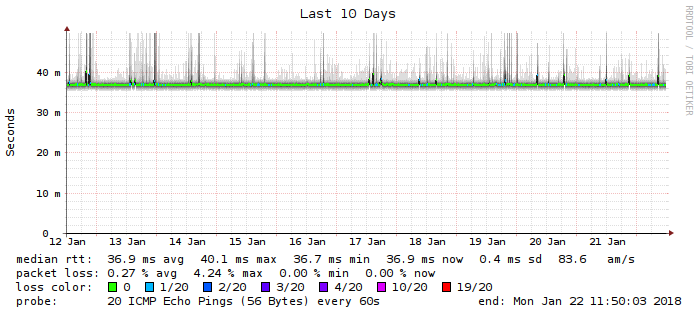 Last 10 Days
RRDTOOL / TOBI OETIKER
Seconds
40 m
30 m
20 m
10 m
0
12 Jan 13 Jan 14 Jan 15 Jan 16 Jan 17 Jan 18 Jan 19 Jan 20 Jan 21 Jan
median rtt: 36.9 ms avg 40.1 ms max 36.7 ms min 36.9 ms now 0.4 ms sd 83.6 am/s
packet loss: 0.27 % avg 4.24 % max 0.00 % min 0.00 % now
loss color: 0 1/20 2/20 3/20 4/20 10/20 19/20
probe: 20 ICMP Echo Pings (56 Bytes) every 60s end: Mon Jan 22 11:50:03 2018